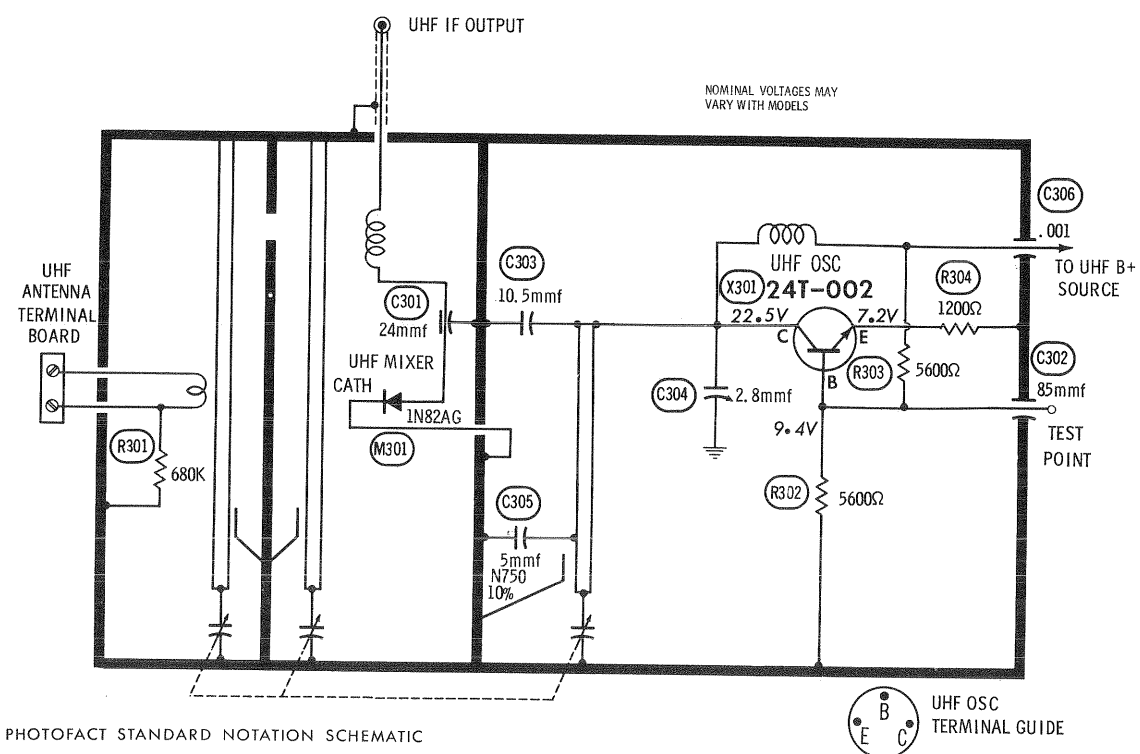 UHF IF OUTPUT
NOMINAL VOLTAGES MAY
VARY WITH MODELS
C306
.001
TO UHF B+
SOURCE
UHF
ANTENNA
TERMINAL
BOARD
C303
10.5mmf
C301
24mmf
UHF OSC
X301 24T-002
22.5V
7.2V
C
E
B
R304
1200Ω
R303
5600Ω
C302
85mmf
TEST
POINT
UHF MIXER
CATH
1N82AG
M301
C304
2.8mmf
9.4V
R301
680K
R302
5600Ω
C305
5mmf
N750
10%
B
E
C
UHF OSC
TERMINAL GUIDE
PHOTOFACT STANDARD NOTATION SCHEMATIC